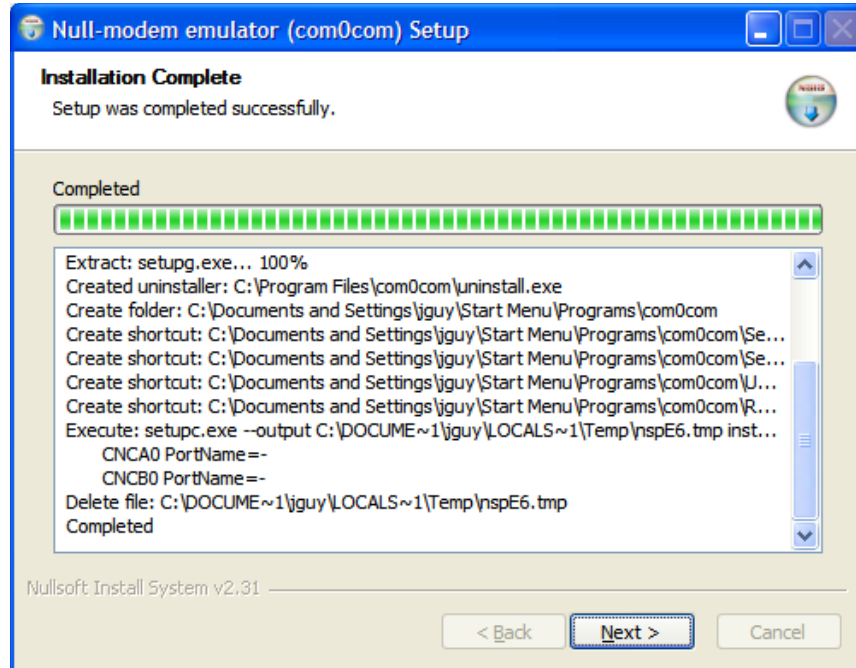 Null-modem emulator (com0com) Setup
Installation Complete
Setup was completed successfully.
Completed
Extract: setupg.exe... 100%
Created uninstaller: C:\Program Files\com0com\uninstall.exe
Create folder: C:\Documents and Settings\jguy\Start Menu\Programs\com0com
Create shortcut: C:\Documents and Settings\jguy\Start Menu\Programs\com0com\Se...
Create shortcut: C:\Documents and Settings\jguy\Start Menu\Programs\com0com\Se...
Create shortcut: C:\Documents and Settings\jguy\Start Menu\Programs\com0com\U...
Create shortcut: C:\Documents and Settings\jguy\Start Menu\Programs\com0com\R...
Execute: setupc.exe --output C:\DOCUME~1\jguy\LOCALS~1\Temp\nspE6.tmp inst...
CNCA0 PortName=-
CNCB0 PortName=-
Delete file: C:\DOCUME~1\jguy\LOCALS~1\Temp\nspE6.tmp
Completed
Nullsoft Install System v2.31
< Back
Next >
Cancel